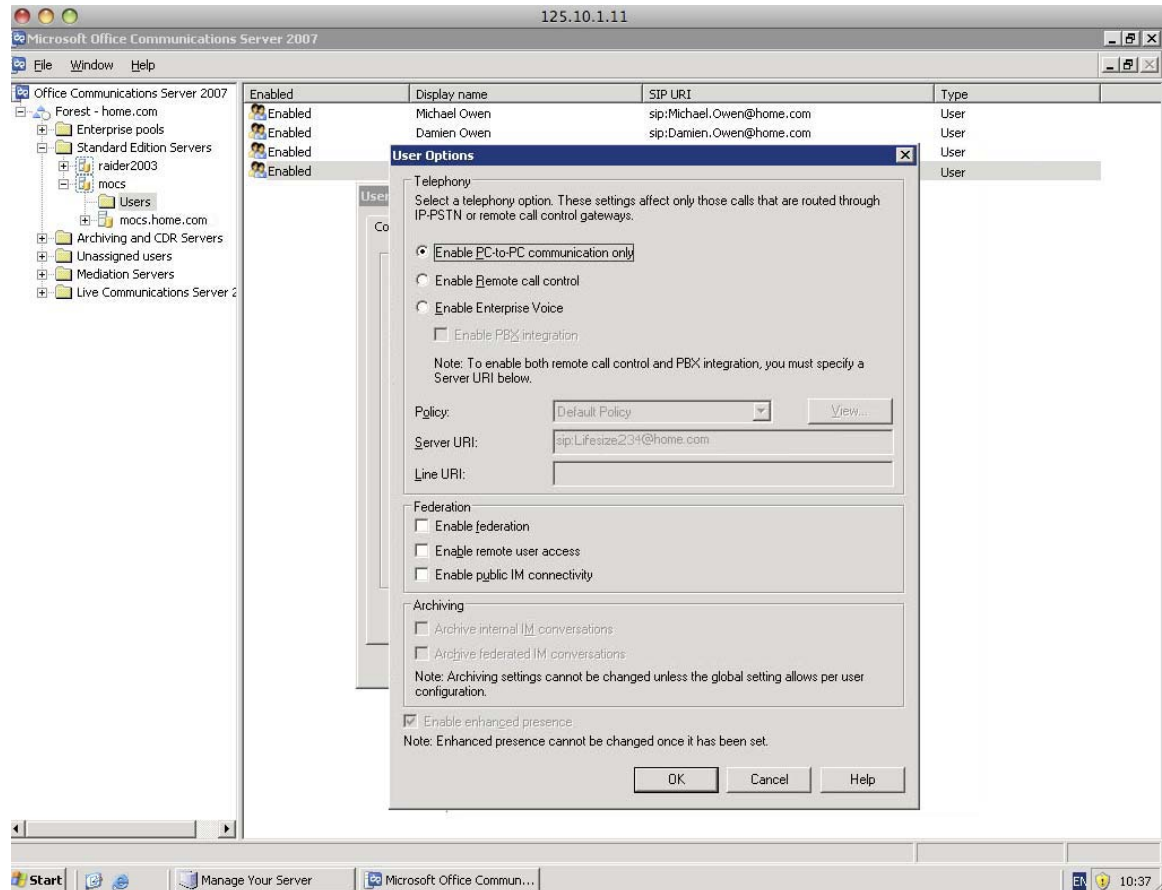 125.10.1.11
Microsoft Office Communications Server 2007
File Window Help
Office Communications Server 2007
Forest - home.com
Enterprise pools
Standard Edition Servers
raider2003
mocs
Users
mocs.home.com
Archiving and CDR Servers
Unassigned users
Mediation Servers
Live Communications Server 2
Enabled Display name SIP URI Type
Enabled Michael Owen sip:Michael.Owen@home.com User
Enabled Damien Owen sip:Damien.Owen@home.com User
Enabled User
Enabled User
User
Co
User Options
Telephony
Select a telephony option. These settings affect only those calls that are routed through
IP-PSTN or remote call control gateways.
Enable PC-to-PC communication only
Enable Remote call control
Enable Enterprise Voice
Enable PBX integration
Note: To enable both remote call control and PBX integration, you must specify a
Server URI below.
Policy: Default Policy View...
Server URI: sip:Lifesize234@home.com
Line URI:
Federation
Enable federation
Enable remote user access
Enable public IM connectivity
Archiving
Archive internal IM conversations
Archive federated IM conversations
Note: Archiving settings cannot be changed unless the global setting allows per user
configuration.
Enable enhanced presence
Note: Enhanced presence cannot be changed once it has been set.
OK Cancel Help
Start Manage Your Server Microsoft Office Commun... EN 10:37